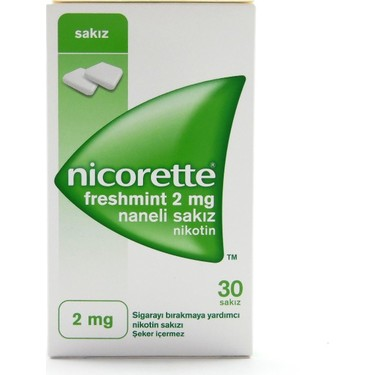 sakız
nicorette®
freshmint 2 mg
naneli sakız
nikotin
TM
30
sakız
2 mg
Sigarayı bırakmaya yardımcı
nikotin sakızı
Şeker içermez